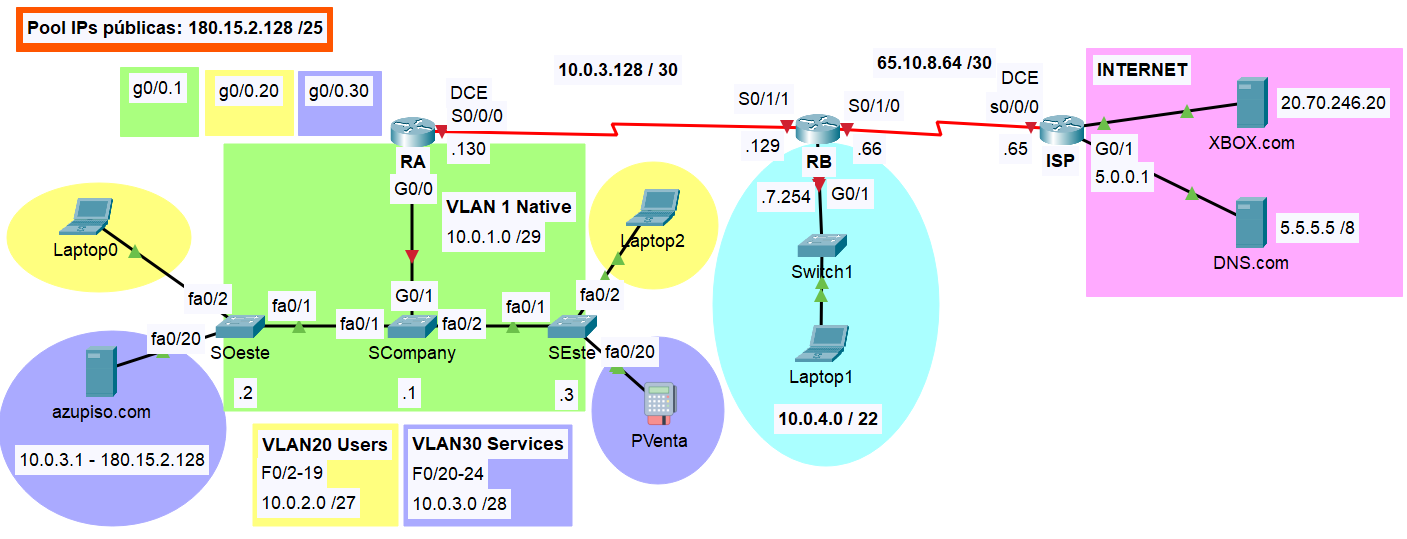 Pool IPs públicas: 180.15.2.128 /25
g0/0.1
g0/0.20
g0/0.30
DCE
S0/0/0
.130
RA
G0/0
10.0.3.128 / 30
S0/1/1
.129
RB
S0/1/0
.66
65.10.8.64 /30
DCE
s0/0/0
.65
ISP
INTERNET
20.70.246.20
XBOX.com
G0/1
5.0.0.1
5.5.5.5 /8
DNS.com
VLAN 1 Native
10.0.1.0 /29
Laptop0
fa0/2
fa0/20
azupiso.com
10.0.3.1 - 180.15.2.128
SOeste
.2
fa0/1
fa0/1
G0/1
SCompany
.1
fa0/2
fa0/1
SEste
.3
fa0/2
Laptop2
fa0/20
PVenta
.7.254
G0/1
Switch1
Laptop1
10.0.4.0 / 22
VLAN20 Users
F0/2-19
10.0.2.0 /27
VLAN30 Services
F0/20-24
10.0.3.0 /28